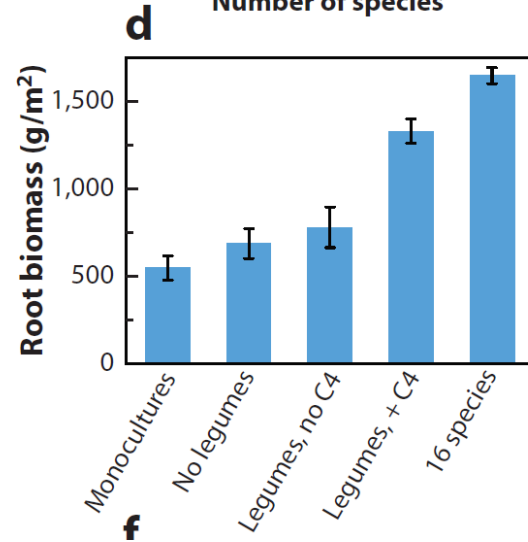 Number of species
d
Root biomass (g/m²)
1,500
1,000
500
0
Monocultures
No legumes
Legumes, no C4
Legumes, + C4
16 species
f